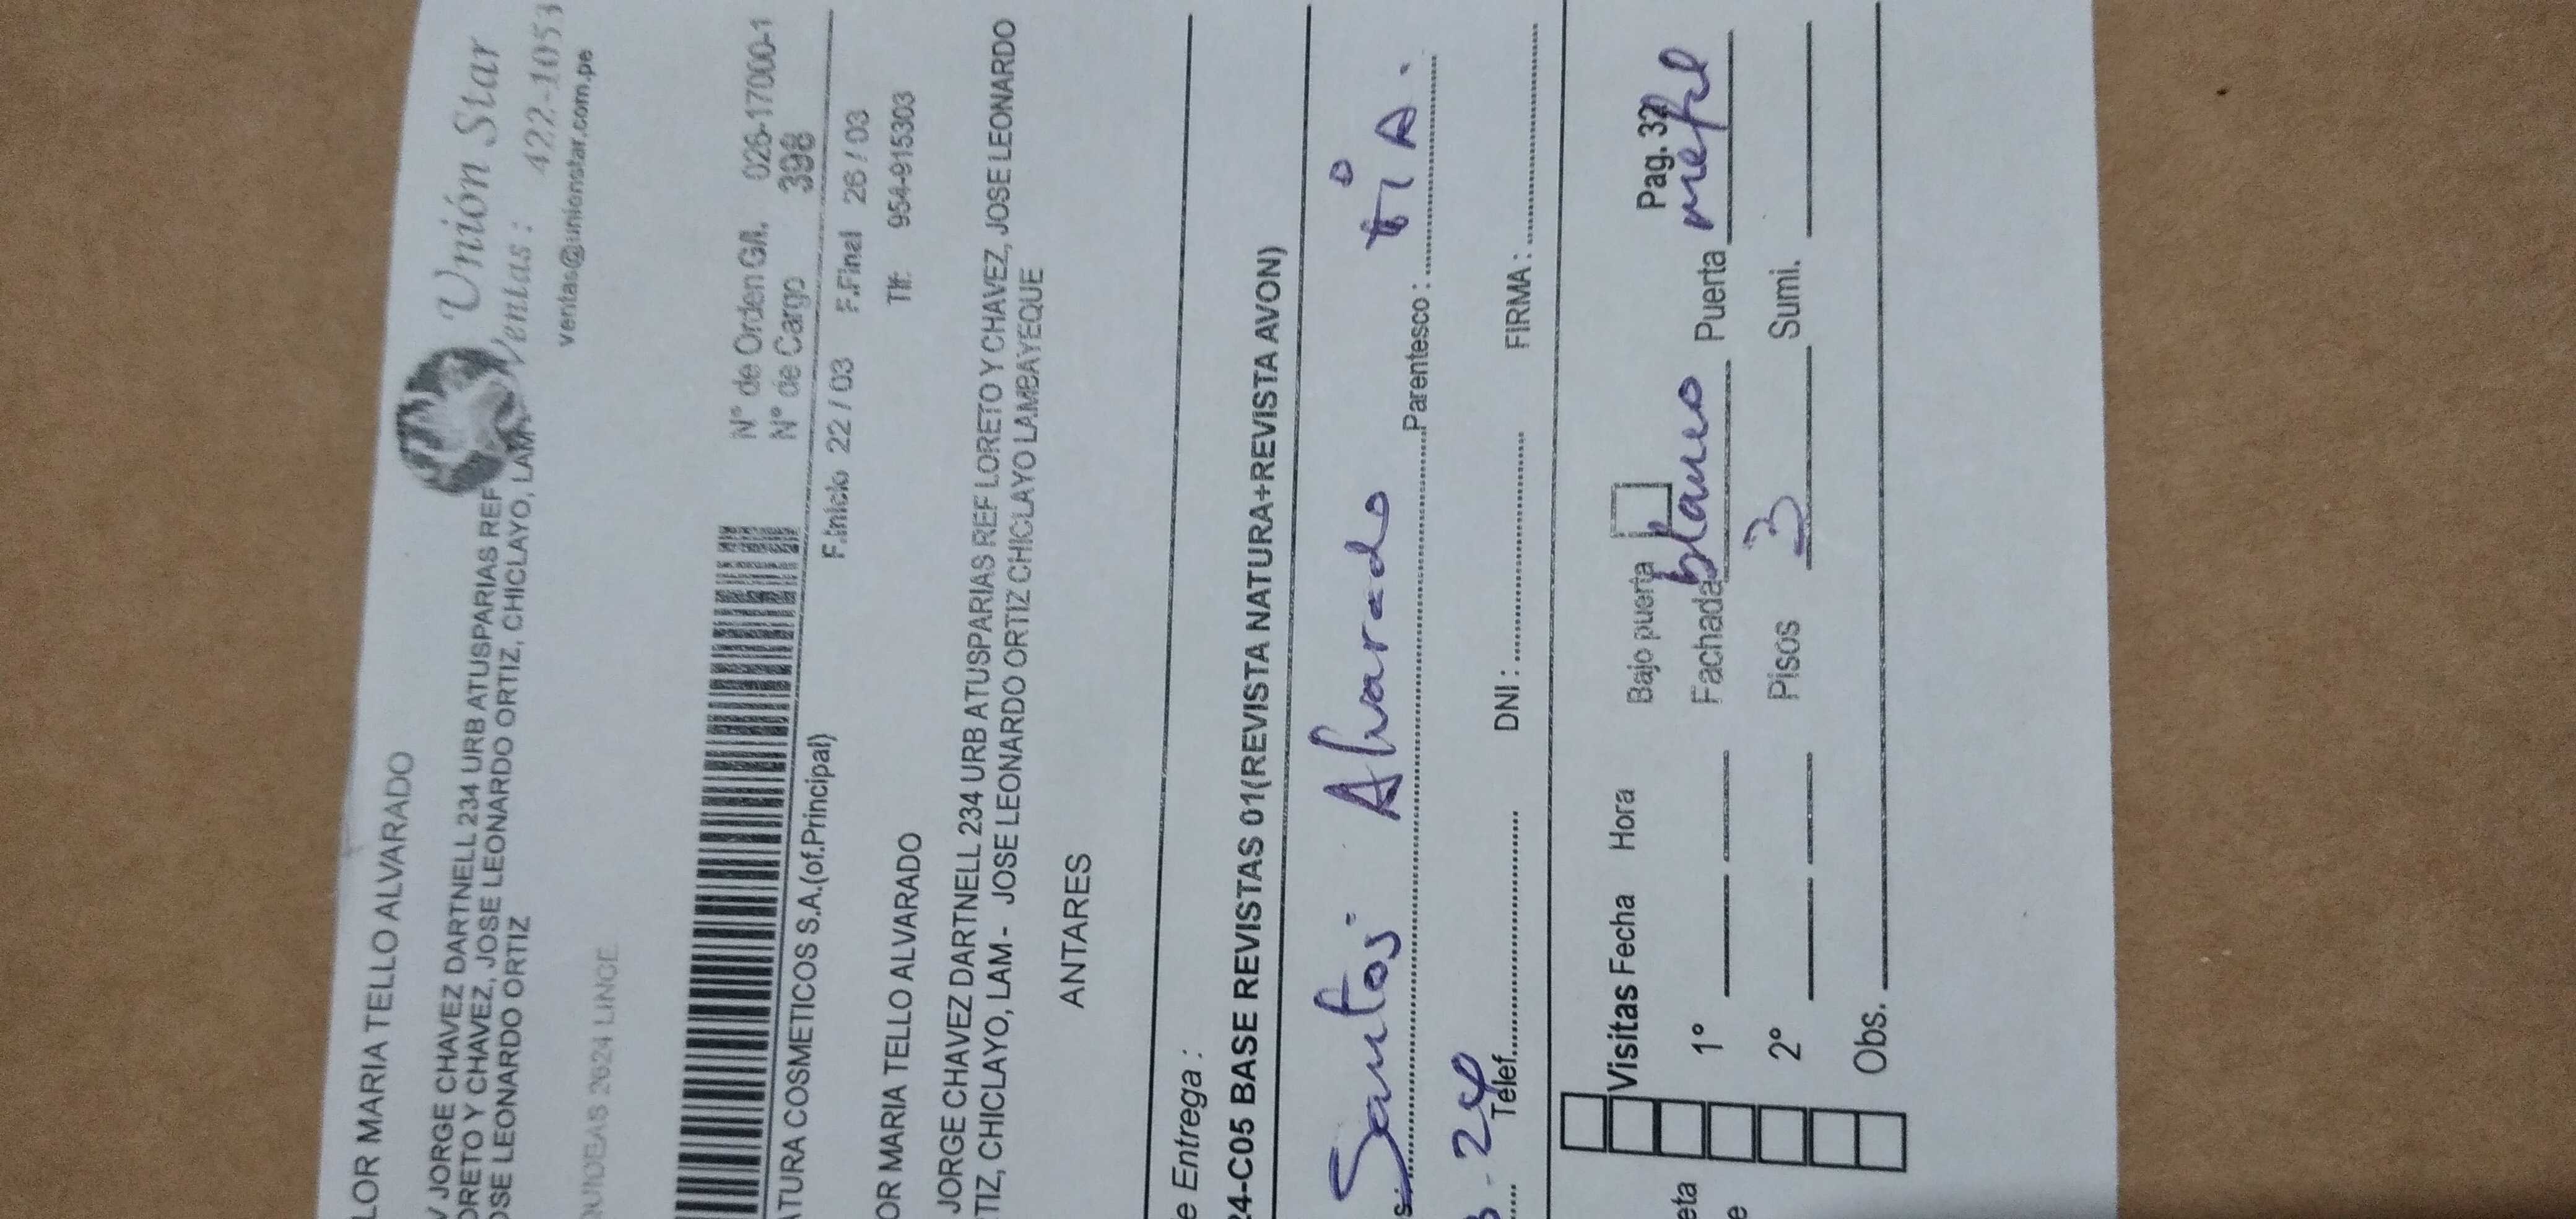 LOR MARIA TELLO ALVARADO
Unión Star
Ventas: 422-1053
ventas@unionstar.com.pe
V JORGE CHAVEZ DARTNELL 234 URB ATUSPARIAS REF
ORETO Y CHAVEZ, JOSE LEONARDO ORTIZ, CHICLAYO, LAM-
OSE LEONARDO ORTIZ
2624 LINCE
N° de Orden GR. 026-17000-1
N° de Cargo 398
ATURA COSMETICOS S.A.(of.Principal)
F.Inicio 22 / 03 F.Final 26 / 03
OR MARIA TELLO ALVARADO
Tlf: 954-915303
JORGE CHAVEZ DARTNELL 234 URB ATUSPARIAS REF LORETO Y CHAVEZ, JOSE LEONARDO
TIZ, CHICLAYO, LAM - JOSE LEONARDO ORTIZ CHICLAYO LAMBAYEQUE
ANTARES
e Entrega :
24-C05 BASE REVISTAS 01(REVISTA NATURA+REVISTA AVON)
s: Santos Alvarado Parentesco : tiA.
- 24 Telef. DNI : FIRMA :
Bajo puerta Pag. 32
Visitas Fecha Hora
1° Fachada blanco Puerta metal
2° Pisos 3 Sumi.
Obs.
eta
e